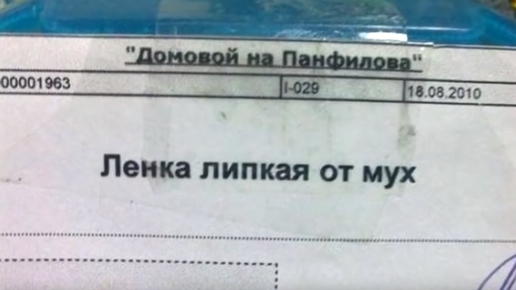 "Домовой на Панфилова"
00001963 I-029 18.08.2010
Ленка липкая от мух